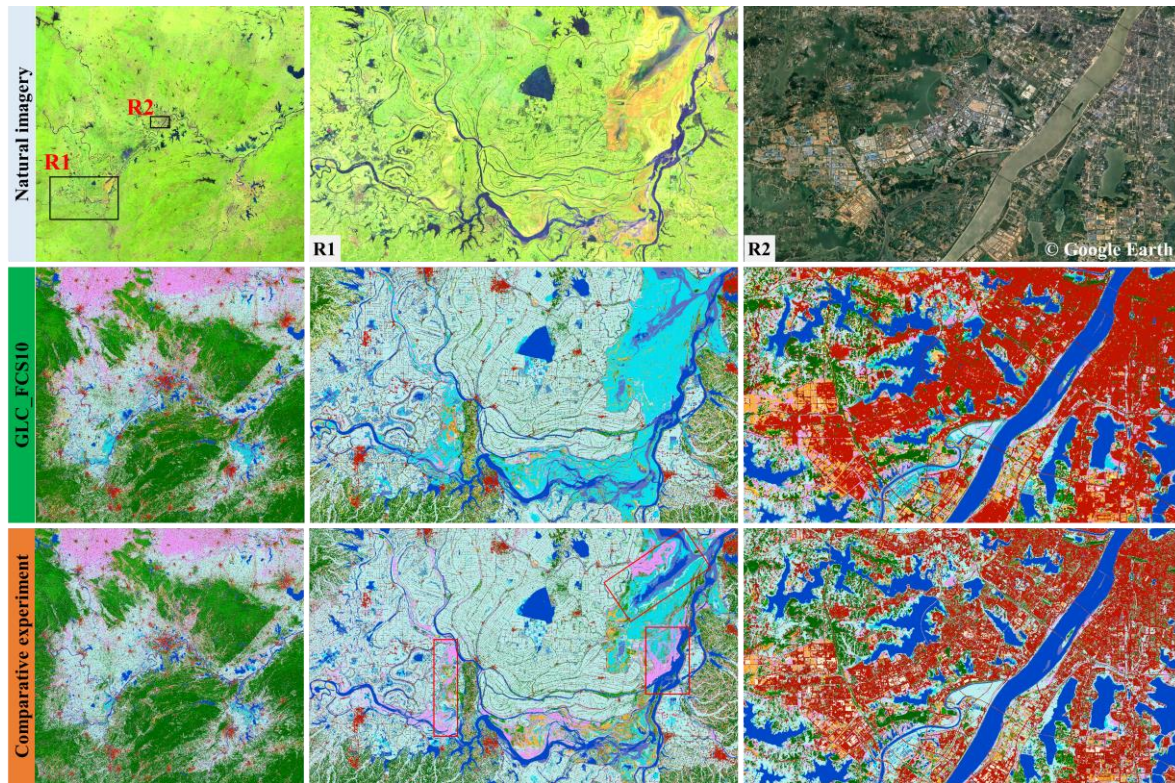 Natural imagery
R2
R1
R1
R2
© Google Earth
GLC_FCS10
Comparative experiment